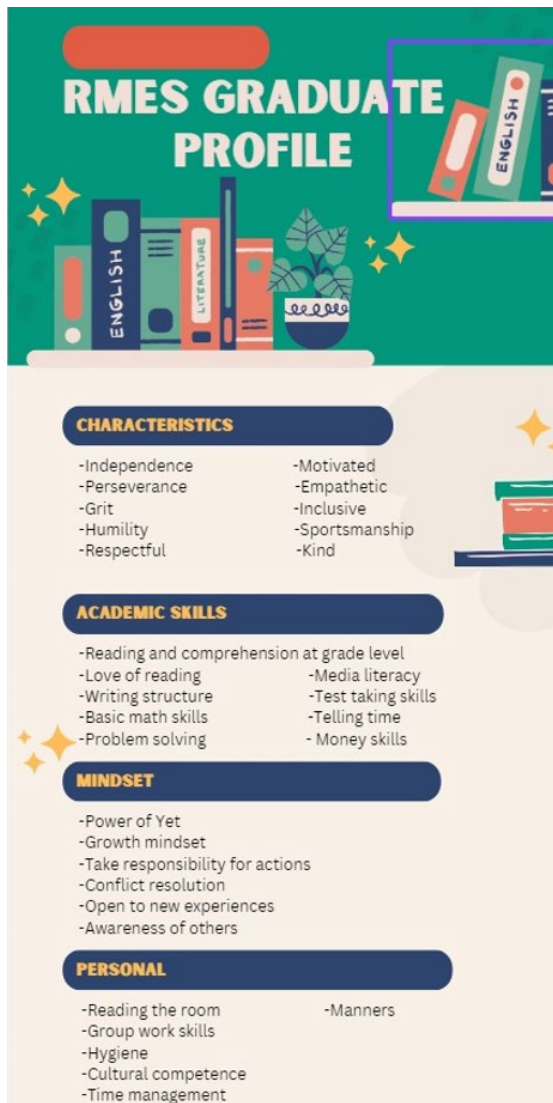 RMES GRADUATE
PROFILE
ENGLISH
ENGLISH
LITERATURE
CHARACTERISTICS
-Independence
-Perseverance
-Grit
-Humility
-Respectful
-Motivated
-Empathetic
-Inclusive
-Sportsmanship
-Kind
ACADEMIC SKILLS
-Reading and comprehension at grade level
-Love of reading
-Writing structure
-Basic math skills
-Problem solving
-Media literacy
-Test taking skills
-Telling time
- Money skills
MINDSET
-Power of Yet
-Growth mindset
-Take responsibility for actions
-Conflict resolution
-Open to new experiences
-Awareness of others
PERSONAL
-Reading the room
-Group work skills
-Hygiene
-Cultural competence
-Time management
-Manners